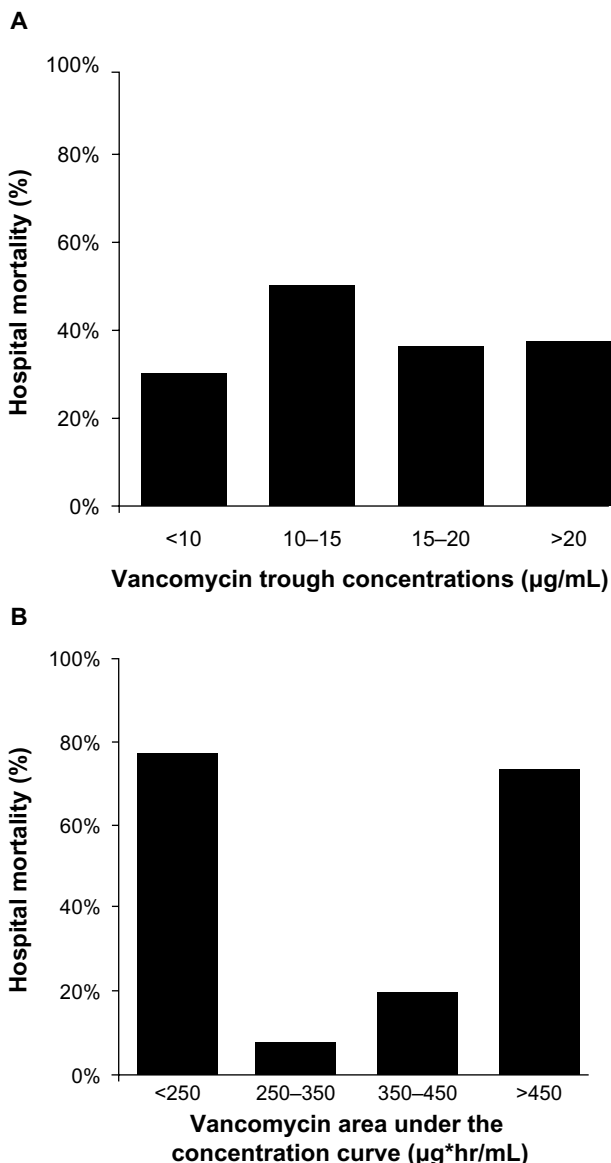 A
Hospital mortality (%)
100%
80%
60%
40%
20%
0%
<10 10–15 15–20 >20
Vancomycin trough concentrations (µg/mL)
B
Hospital mortality (%)
100%
80%
60%
40%
20%
0%
<250 250–350 350–450 >450
Vancomycin area under the
concentration curve (µg*hr/mL)